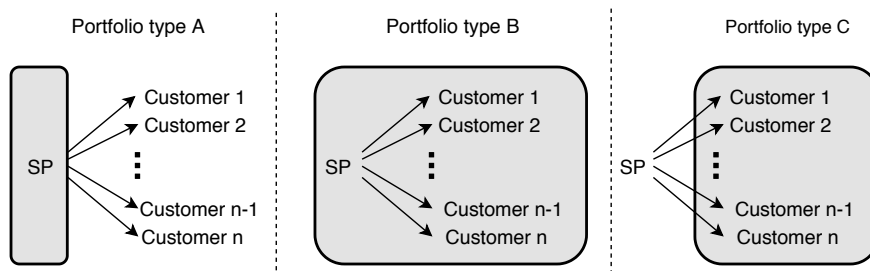 Portfolio type A
SP
Customer 1
Customer 2
Customer n-1
Customer n
Portfolio type B
SP
Customer 1
Customer 2
Customer n-1
Customer n
Portfolio type C
SP
Customer 1
Customer 2
Customer n-1
Customer n